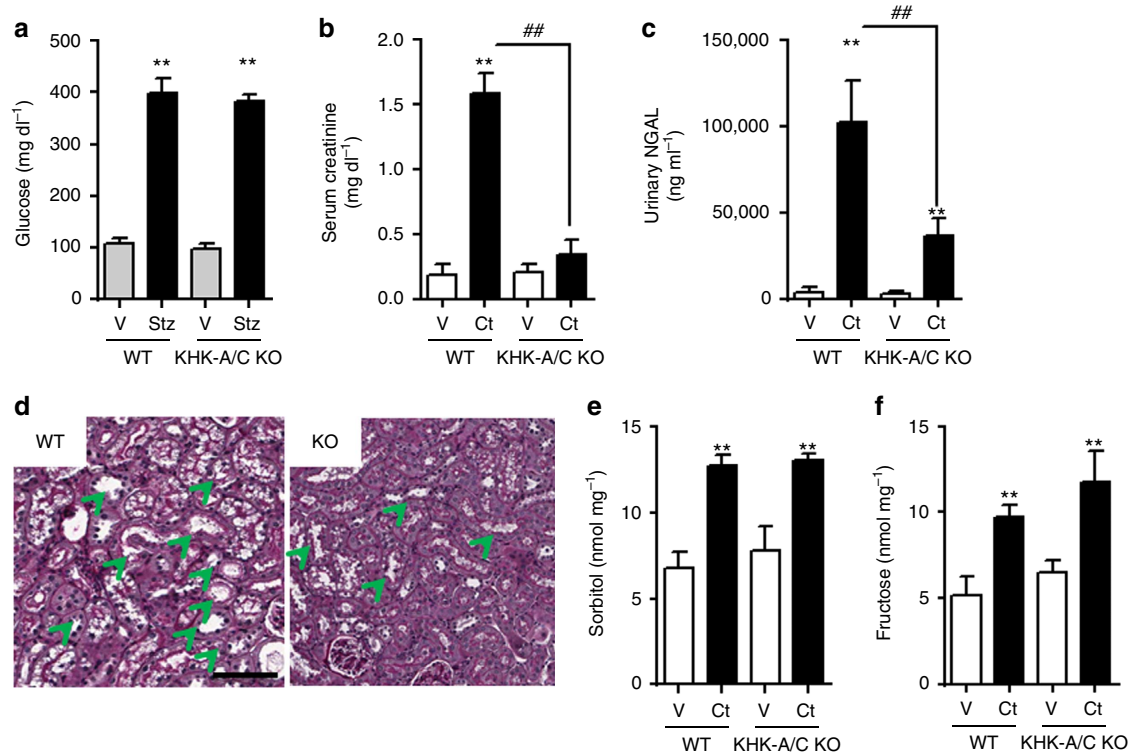 a
500
400
300
200
100
0
Glucose (mg dl⁻¹)
** **
V Stz V Stz
WT KHK-A/C KO
b
2.0
1.5
1.0
0.5
0.0
Serum creatinine
(mg dl⁻¹)
##
**
V Ct V Ct
WT KHK-A/C KO
c
150,000
100,000
50,000
0
Urinary NGAL
(ng ml⁻¹)
##
**
**
V Ct V Ct
WT KHK-A/C KO
d
WT
KO
e
15
10
5
0
Sorbitol (nmol mg⁻¹)
** **
V Ct V Ct
WT KHK-A/C KO
f
15
10
5
0
Fructose (nmol mg⁻¹)
**
**
V Ct V Ct
WT KHK-A/C KO